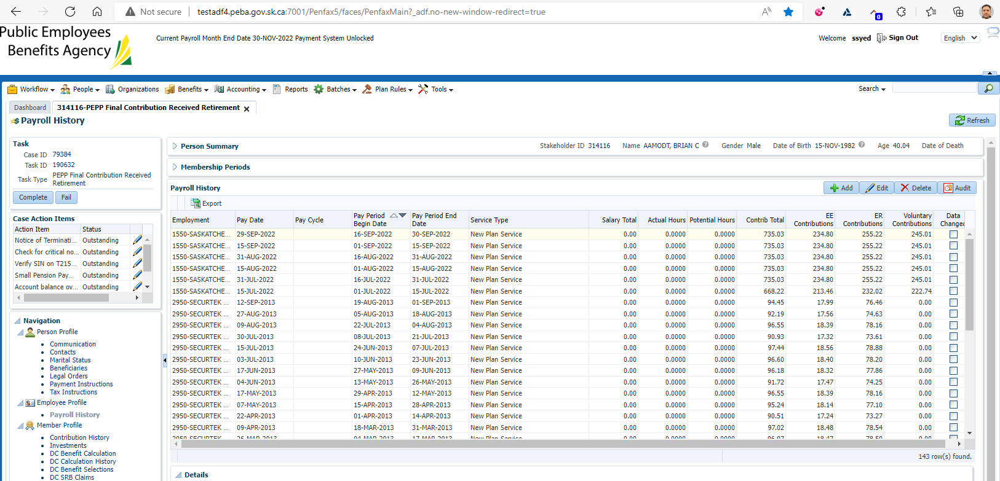 Not secure testadf4.peba.gov.sk.ca:7001/Penfax5/faces/PenfaxMain?_adf.no-new-window-redirect=true
0
Public Employees
Benefits Agency
Current Payroll Month End Date 30-NOV-2022 Payment System Unlocked
Welcome ssyed Sign Out English
Workflow People Organizations Benefits Accounting Reports Batches Plan Rules Tools Search
Dashboard 314116-PEPP Final Contribution Received Retirement
Payroll History Refresh
Task
Case ID 79384
Task ID 190632
Task Type PEPP Final Contribution Received
Retirement
Complete Fail
Case Action Items
Action Item Status
Notice of Terminati... Outstanding
Check for critical no... Outstanding
Verify SIN on T215... Outstanding
Small Pension Pay... Outstanding
Account balance ov... Outstanding
Navigation
Person Profile
Communication
Contacts
Marital Status
Beneficiaries
Legal Orders
Payment Instructions
Tax Instructions
Employee Profile
Payroll History
Member Profile
Contribution History
Investments
DC Benefit Calculation
DC Calculation History
DC Benefit Selections
DC SRB Claims
Person Summary Stakeholder ID 314116 Name AAMODT, BRIAN C Gender Male Date of Birth 15-NOV-1982 Age 40.04 Date of Death
Membership Periods
Payroll History Add Edit Delete Audit
Export
Employment Pay Date Pay Cycle Pay Period Begin Date Pay Period End Date Service Type Salary Total Actual Hours Potential Hours Contrib Total EE Contributions ER Contributions Voluntary Contributions Data Changed
1550-SASKATCHE... 29-SEP-2022 16-SEP-2022 30-SEP-2022 New Plan Service 0.00 0.0000 0.0000 735.03 234.80 255.22 245.01
1550-SASKATCHE... 15-SEP-2022 01-SEP-2022 15-SEP-2022 New Plan Service 0.00 0.0000 0.0000 735.03 234.80 255.22 245.01
1550-SASKATCHE... 31-AUG-2022 16-AUG-2022 31-AUG-2022 New Plan Service 0.00 0.0000 0.0000 735.03 234.80 255.22 245.01
1550-SASKATCHE... 15-AUG-2022 01-AUG-2022 15-AUG-2022 New Plan Service 0.00 0.0000 0.0000 735.03 234.80 255.22 245.01
1550-SASKATCHE... 31-JUL-2022 16-JUL-2022 31-JUL-2022 New Plan Service 0.00 0.0000 0.0000 735.03 234.80 255.22 245.01
1550-SASKATCHE... 15-JUL-2022 01-JUL-2022 15-JUL-2022 New Plan Service 0.00 0.0000 0.0000 668.22 213.46 232.02 222.74
2950-SECURTEK ... 12-SEP-2013 19-AUG-2013 01-SEP-2013 New Plan Service 0.00 0.0000 0.0000 94.45 17.99 76.46 0.00
2950-SECURTEK ... 27-AUG-2013 05-AUG-2013 18-AUG-2013 New Plan Service 0.00 0.0000 0.0000 92.19 17.56 74.63 0.00
2950-SECURTEK ... 09-AUG-2013 22-JUL-2013 04-AUG-2013 New Plan Service 0.00 0.0000 0.0000 96.55 18.39 78.16 0.00
2950-SECURTEK ... 30-JUL-2013 08-JUL-2013 21-JUL-2013 New Plan Service 0.00 0.0000 0.0000 90.93 17.32 73.61 0.00
2950-SECURTEK ... 15-JUL-2013 24-JUN-2013 07-JUL-2013 New Plan Service 0.00 0.0000 0.0000 97.44 18.56 78.88 0.00
2950-SECURTEK ... 03-JUL-2013 10-JUN-2013 23-JUN-2013 New Plan Service 0.00 0.0000 0.0000 96.60 18.40 78.20 0.00
2950-SECURTEK ... 17-JUN-2013 27-MAY-2013 09-JUN-2013 New Plan Service 0.00 0.0000 0.0000 96.18 18.32 77.86 0.00
2950-SECURTEK ... 04-JUN-2013 13-MAY-2013 26-MAY-2013 New Plan Service 0.00 0.0000 0.0000 91.72 17.47 74.25 0.00
2950-SECURTEK ... 17-MAY-2013 29-APR-2013 12-MAY-2013 New Plan Service 0.00 0.0000 0.0000 96.55 18.39 78.16 0.00
2950-SECURTEK ... 07-MAY-2013 15-APR-2013 28-APR-2013 New Plan Service 0.00 0.0000 0.0000 95.24 18.14 77.10 0.00
2950-SECURTEK ... 22-APR-2013 01-APR-2013 14-APR-2013 New Plan Service 0.00 0.0000 0.0000 90.51 17.24 73.27 0.00
2950-SECURTEK ... 09-APR-2013 18-MAR-2013 31-MAR-2013 New Plan Service 0.00 0.0000 0.0000 97.02 18.48 78.54 0.00
2950-SECURTEK ... 26-MAR-2013 04-MAR-2013 17-MAR-2013 New Plan Service 0.00 0.0000 0.0000 96.97 18.47 78.50 0.00
143 row(s) found.
Details